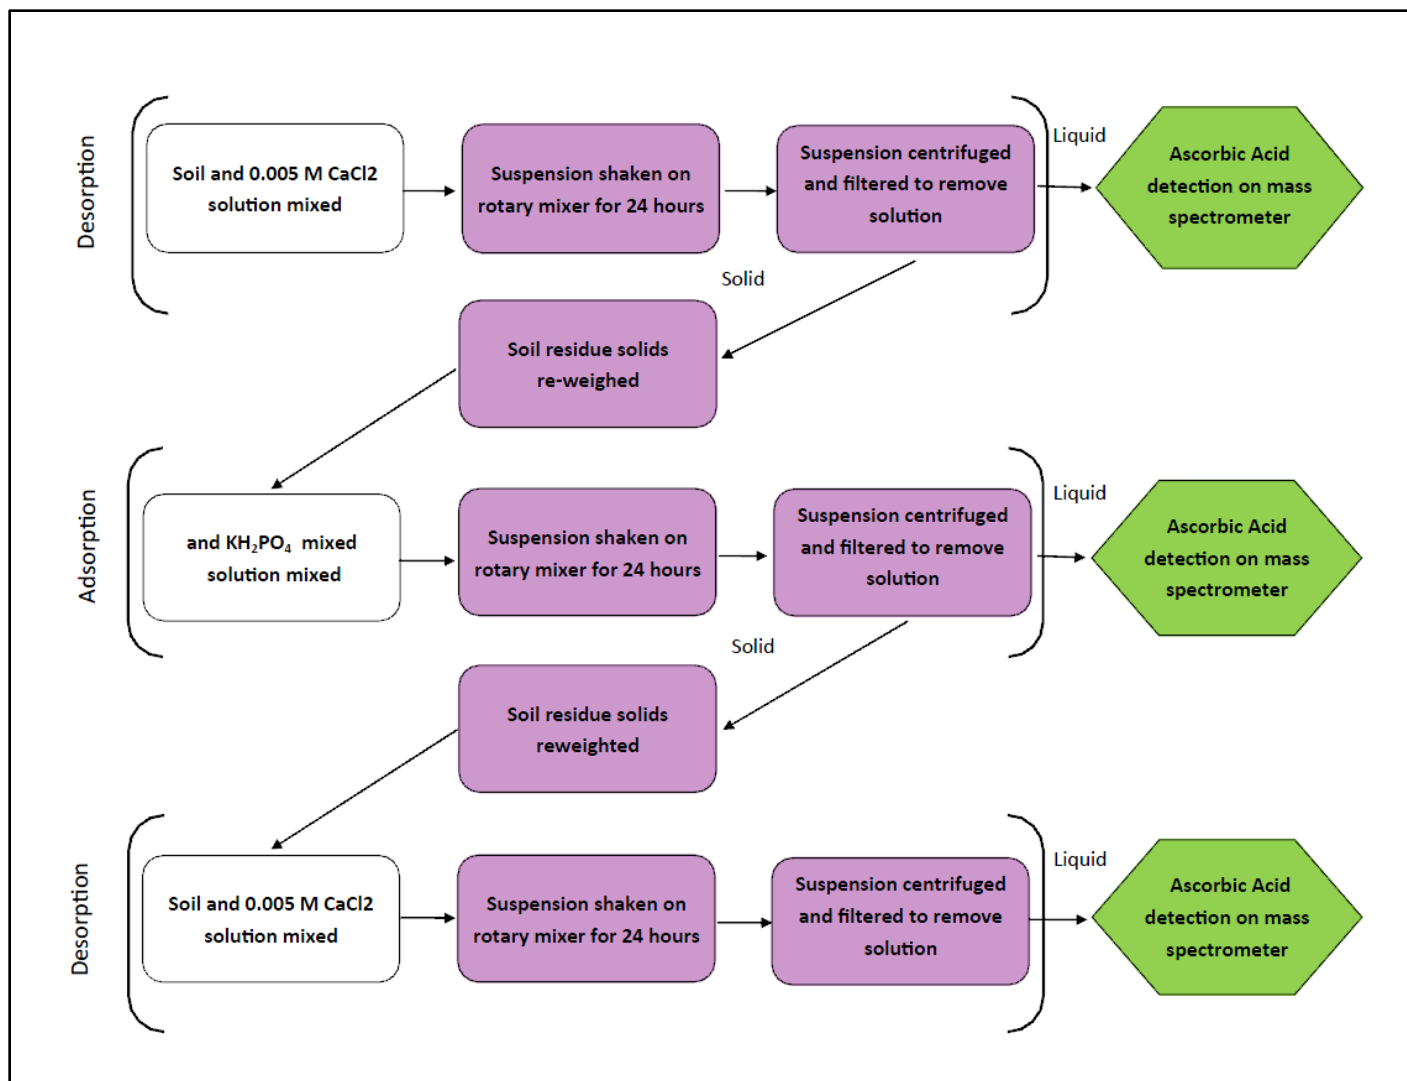 Desorption
Soil and 0.005 M CaCl2
solution mixed
Suspension shaken on
rotary mixer for 24 hours
Suspension centrifuged
and filtered to remove
solution
Liquid
Ascorbic Acid
detection on mass
spectrometer
Solid
Soil residue solids
re-weighed
Adsorption
and KH₂PO₄ mixed
solution mixed
Suspension shaken on
rotary mixer for 24 hours
Suspension centrifuged
and filtered to remove
solution
Liquid
Ascorbic Acid
detection on mass
spectrometer
Solid
Soil residue solids
reweighted
Desorption
Soil and 0.005 M CaCl2
solution mixed
Suspension shaken on
rotary mixer for 24 hours
Suspension centrifuged
and filtered to remove
solution
Liquid
Ascorbic Acid
detection on mass
spectrometer